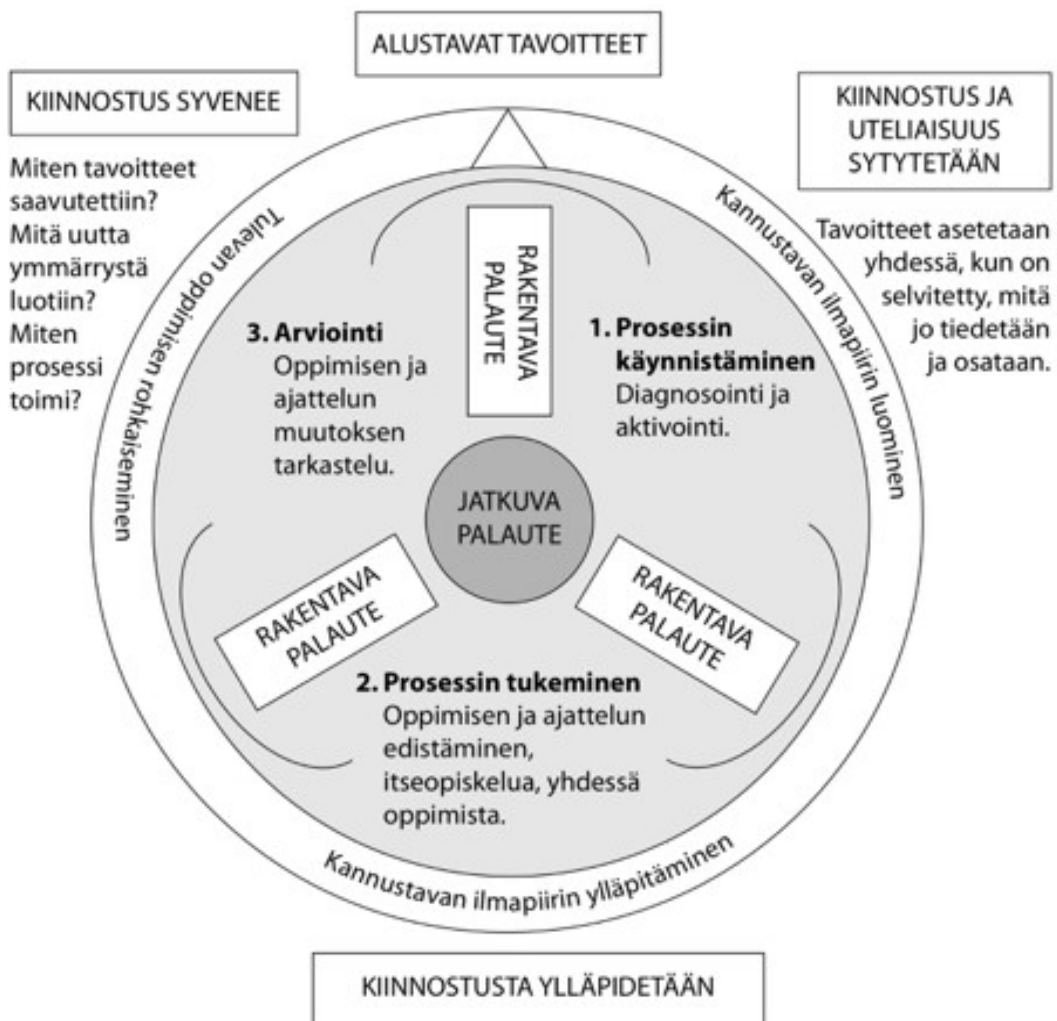 ALUSTAVAT TAVOITTEET
KIINNOSTUS SYVENEE
Miten tavoitteet
saavutettiin?
Mitä uutta
ymmärrystä
luotiin?
Miten
prosessi
toimi?
KIINNOSTUS JA
UTELIAISUUS
SYTYTETÄÄN
Tavoitteet asetetaan
yhdessä, kun on
selvitetty, mitä
jo tiedetään
ja osataan.
Tulevan oppimisen rohkaiseminen
Kannustavan ilmapiirin luominen
RAKENTAVA
PALAUTE
3. Arviointi
Oppimisen ja
ajattelun
muutoksen
tarkastelu.
1. Prosessin
käynnistäminen
Diagnosointi ja
aktivointi.
JATKUVA
PALAUTE
RAKENTAVA
PALAUTE
RAKENTAVA
PALAUTE
2. Prosessin tukeminen
Oppimisen ja ajattelun
edistäminen,
itseopiskelua, yhdessä
oppimista.
Kannustavan ilmapiirin ylläpitäminen
KIINNOSTUSTA YLLÄPIDETÄÄN